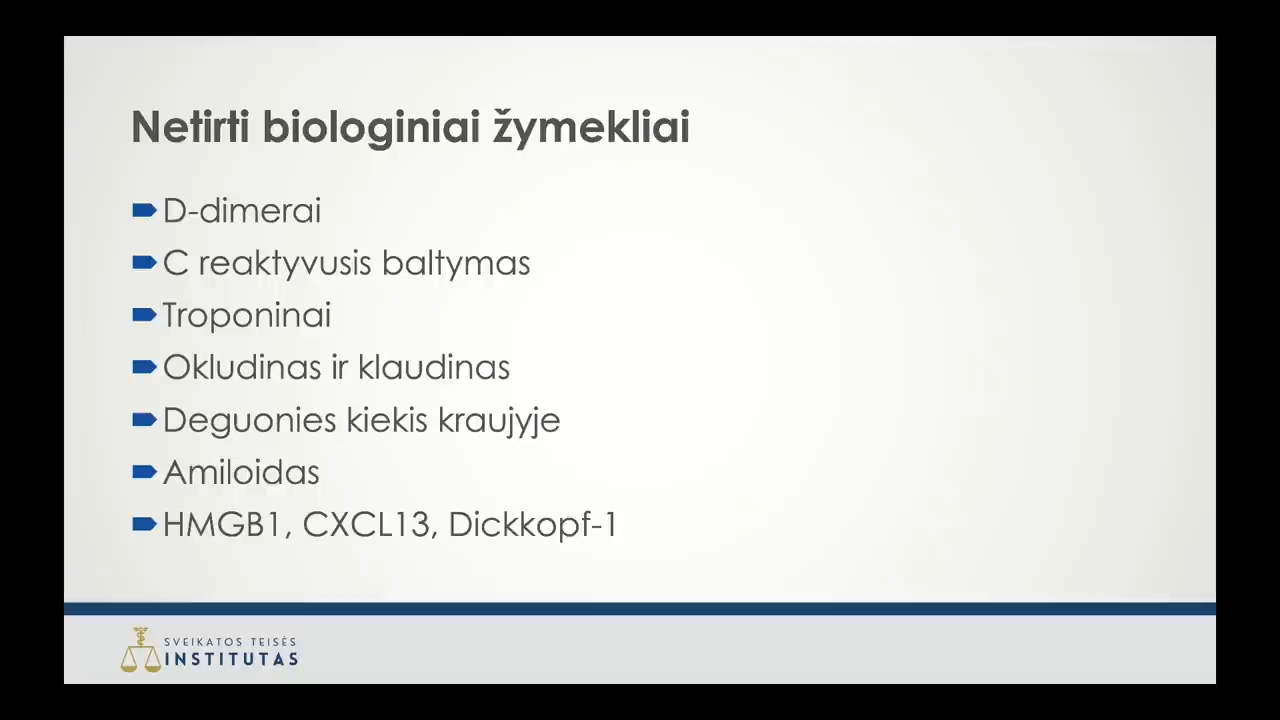 Netirti biologiniai žymekliai
D-dimerai
C reaktyvusis baltymas
Troponinai
Okludinas ir klaudinas
Deguonies kiekis kraujyje
Amiloidas
HMGB1, CXCL13, Dickkopf-1
SVEIKATOS TEISĖS
INSTITUTAS